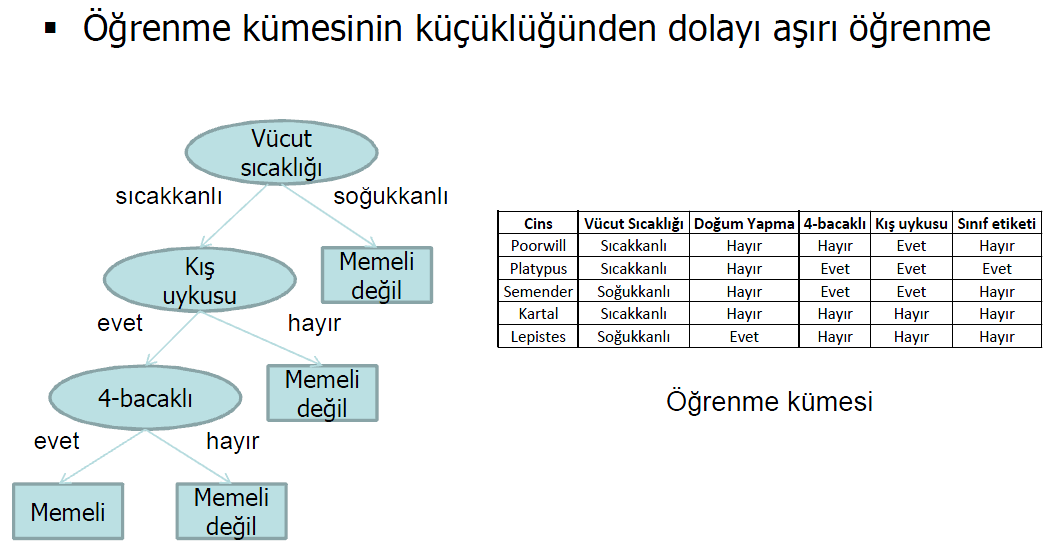 ▪ Öğrenme kümesinin küçüklüğünden dolayı aşırı öğrenme
Vücut
sıcaklığı
sıcakkanlı
soğukkanlı
Kış
uykusu
Memeli
değil
evet
hayır
4-bacaklı
Memeli
değil
evet
hayır
Memeli
Memeli
değil
Cins Vücut Sıcaklığı Doğum Yapma 4-bacaklı Kış uykusu Sınıf etiketi
Poorwill Sıcakkanlı Hayır Hayır Evet Hayır
Platypus Sıcakkanlı Hayır Evet Evet Evet
Semender Soğukkanlı Hayır Evet Evet Hayır
Kartal Sıcakkanlı Hayır Hayır Hayır Hayır
Lepistes Soğukkanlı Evet Hayır Hayır Hayır
Öğrenme kümesi